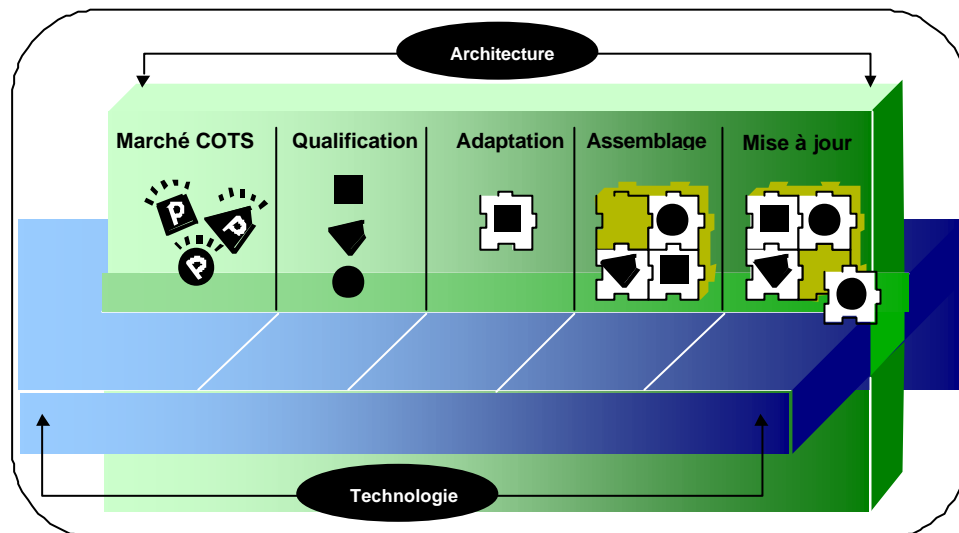 Architecture
Marché COTS
Qualification
Adaptation
Assemblage
Mise à jour
P
P
P
Technologie